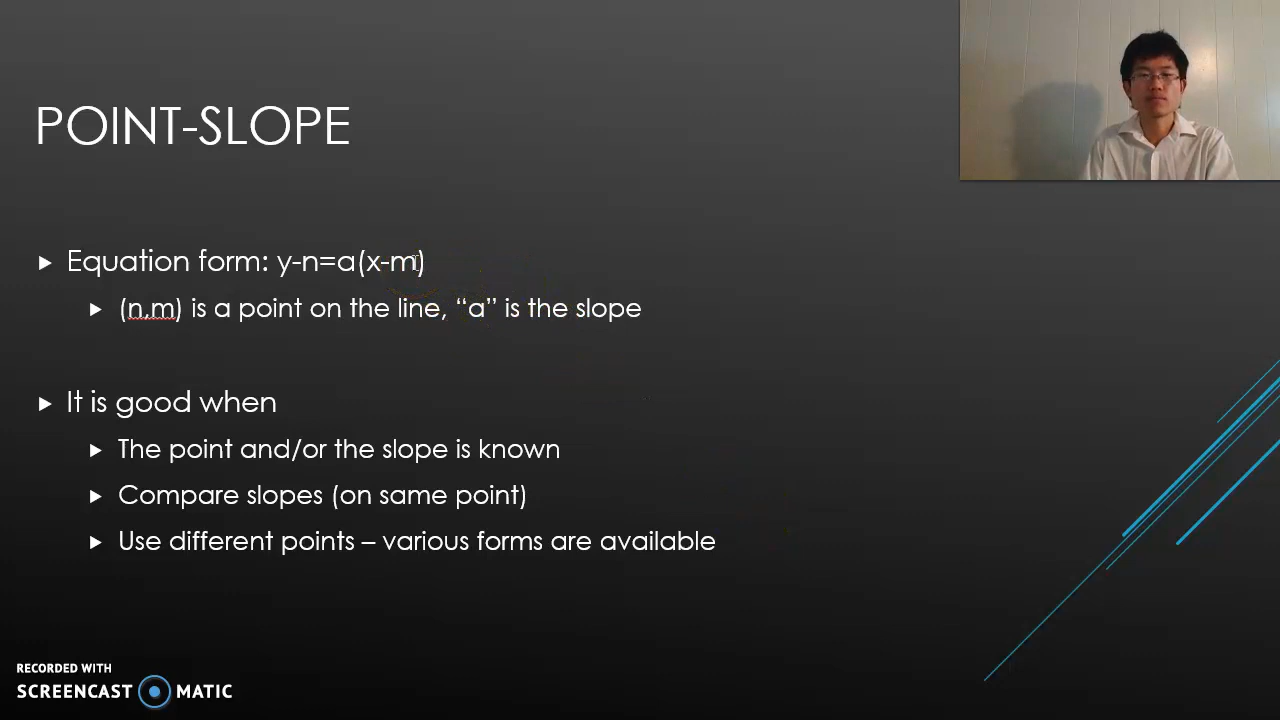 POINT-SLOPE
Equation form: y-n=a(x-m)
(n,m) is a point on the line, “a” is the slope
It is good when
The point and/or the slope is known
Compare slopes (on same point)
Use different points – various forms are available
RECORDED WITH
SCREENCAST MATIC